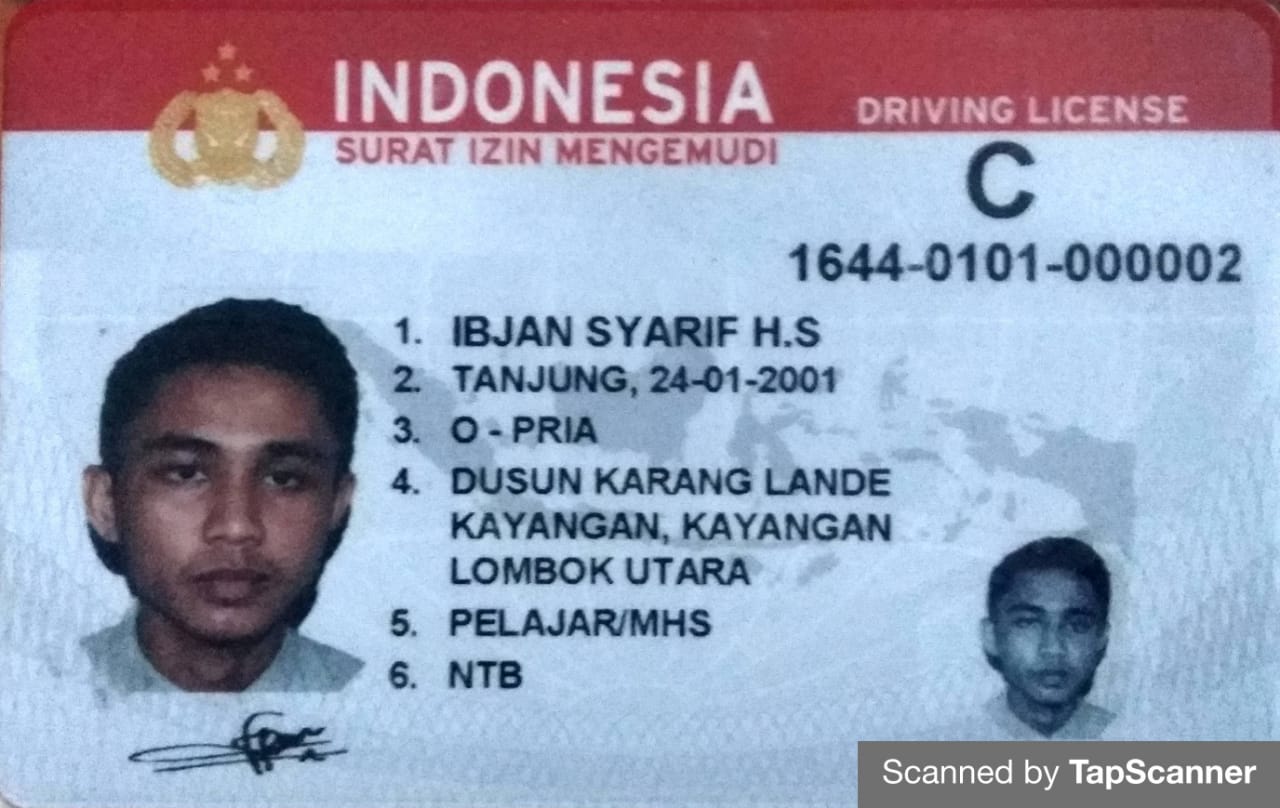 INDONESIA
SURAT IZIN MENGEMUDI
DRIVING LICENSE
C
1644-0101-000002
1. IBJAN SYARIF H.S
2. TANJUNG, 24-01-2001
3. O - PRIA
4. DUSUN KARANG LANDE
KAYANGAN, KAYANGAN
LOMBOK UTARA
5. PELAJAR/MHS
6. NTB
Scanned by TapScanner